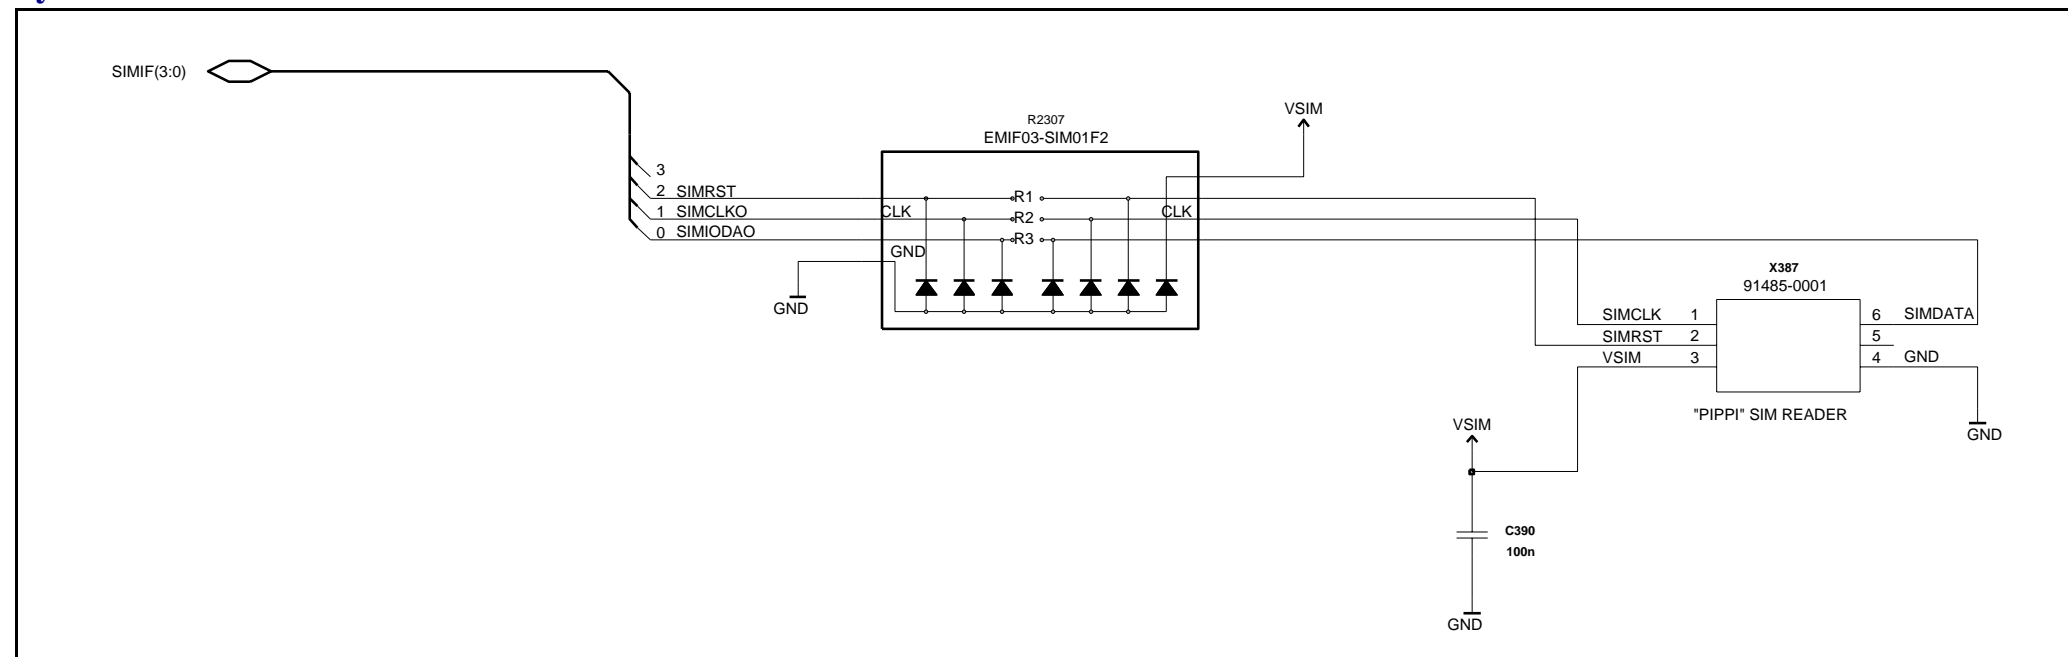 SIMIF(3:0)
VSIM
R2307
EMIF03-SIM01F2
3
2 SIMRST
1 SIMCLKO
0 SIMIODAO
R1
CLK R2 CLK
R3
GND
GND
X387
91485-0001
SIMCLK 1 6 SIMDATA
SIMRST 2 5
VSIM 3 4 GND
"PIPPI" SIM READER
VSIM
GND
C390
100n
GND